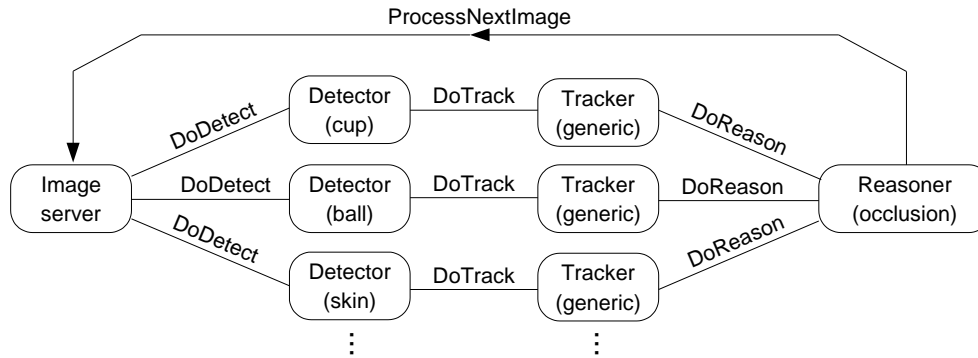 ProcessNextImage
DoDetect
Detector
(cup)
DoTrack
Tracker
(generic)
DoReason
Image
server
DoDetect
Detector
(ball)
DoTrack
Tracker
(generic)
DoReason
Reasoner
(occlusion)
DoDetect
Detector
(skin)
DoTrack
Tracker
(generic)
DoReason